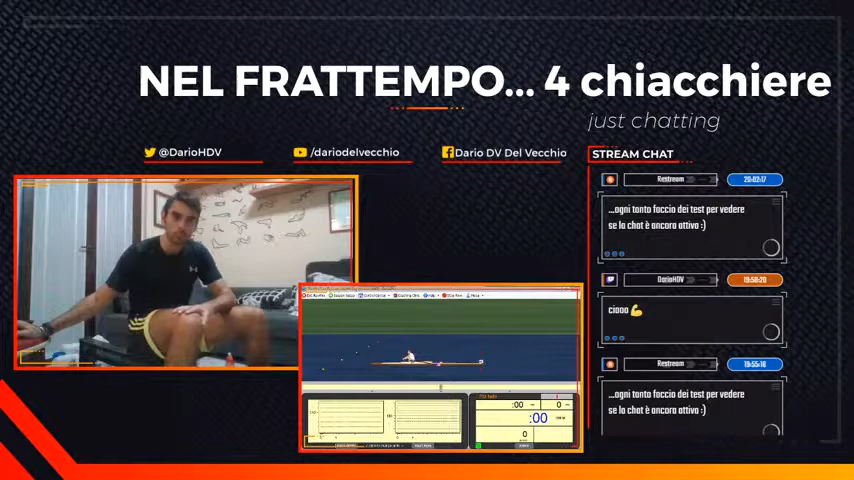 NEL FRATTEMPO... 4 chiacchiere
just chatting
@DarioHDV
/dariodelvecchio
Dario DV Del Vecchio
STREAM CHAT
Restream
20:02:17
...ogni tanto faccio dei test per vedere
se la chat è ancora attiva :)
DarioHDV
19:58:20
ciaoo 💪
Restream
19:55:18
...ogni tanto faccio dei test per vedere
se la chat è ancora attiva :)
:00
0
:00
0